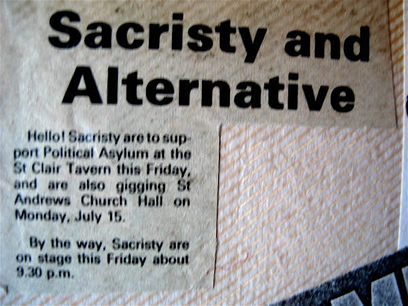 Sacristy and
Alternative
Hello! Sacristy are to sup-
port Political Asylum at the
St Clair Tavern this Friday,
and are also gigging St
Andrews Church Hall on
Monday, July 15.
By the way, Sacristy are
on stage this Friday about
9.30 p.m.